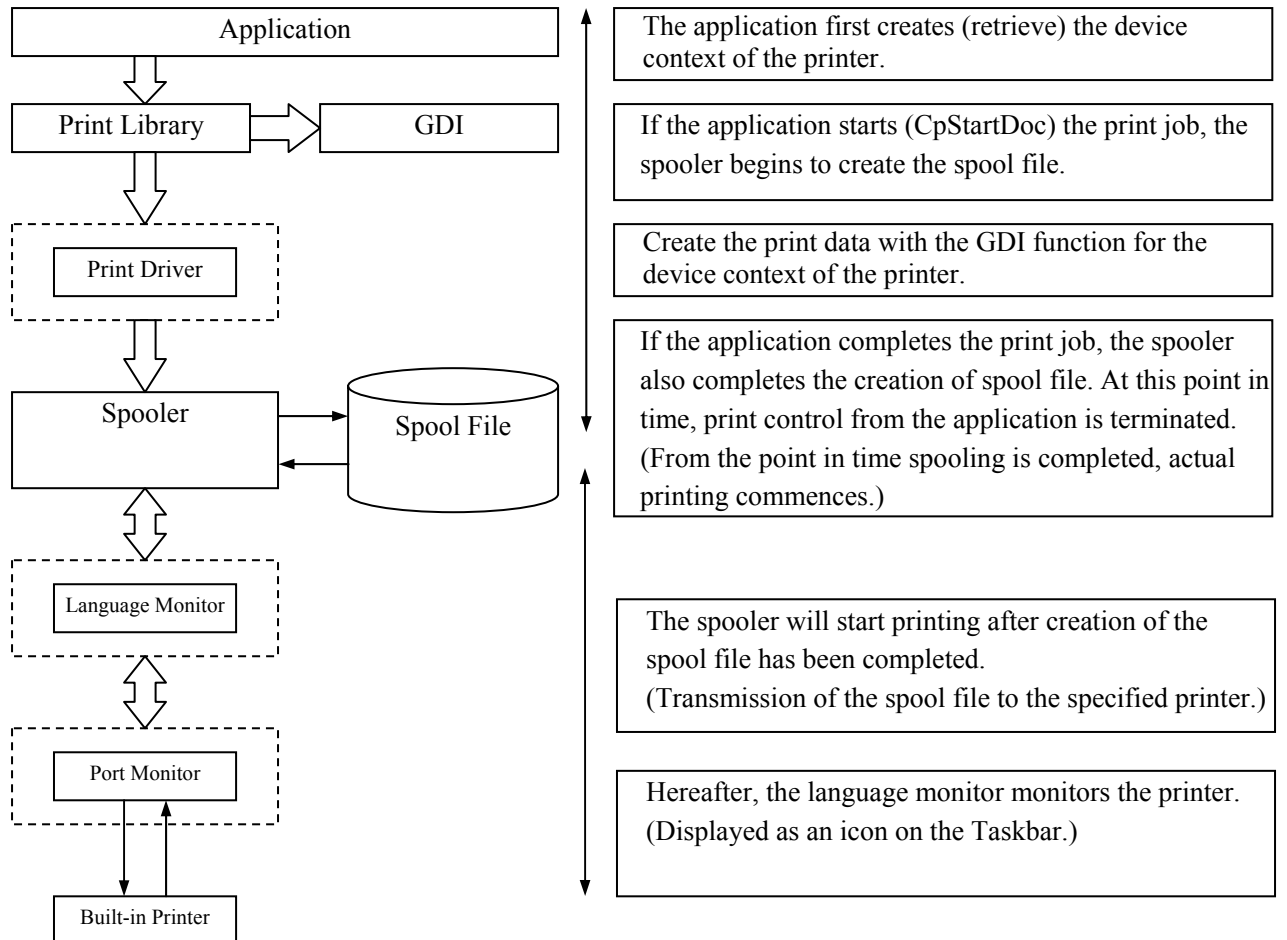 Application
Print Library
GDI
Print Driver
Spooler
Spool File
Language Monitor
Port Monitor
Built-in Printer
The application first creates (retrieve) the device
context of the printer.
If the application starts (CpStartDoc) the print job, the
spooler begins to create the spool file.
Create the print data with the GDI function for the
device context of the printer.
If the application completes the print job, the spooler
also completes the creation of spool file. At this point in
time, print control from the application is terminated.
(From the point in time spooling is completed, actual
printing commences.)
The spooler will start printing after creation of the
spool file has been completed.
(Transmission of the spool file to the specified printer.)
Hereafter, the language monitor monitors the printer.
(Displayed as an icon on the Taskbar.)